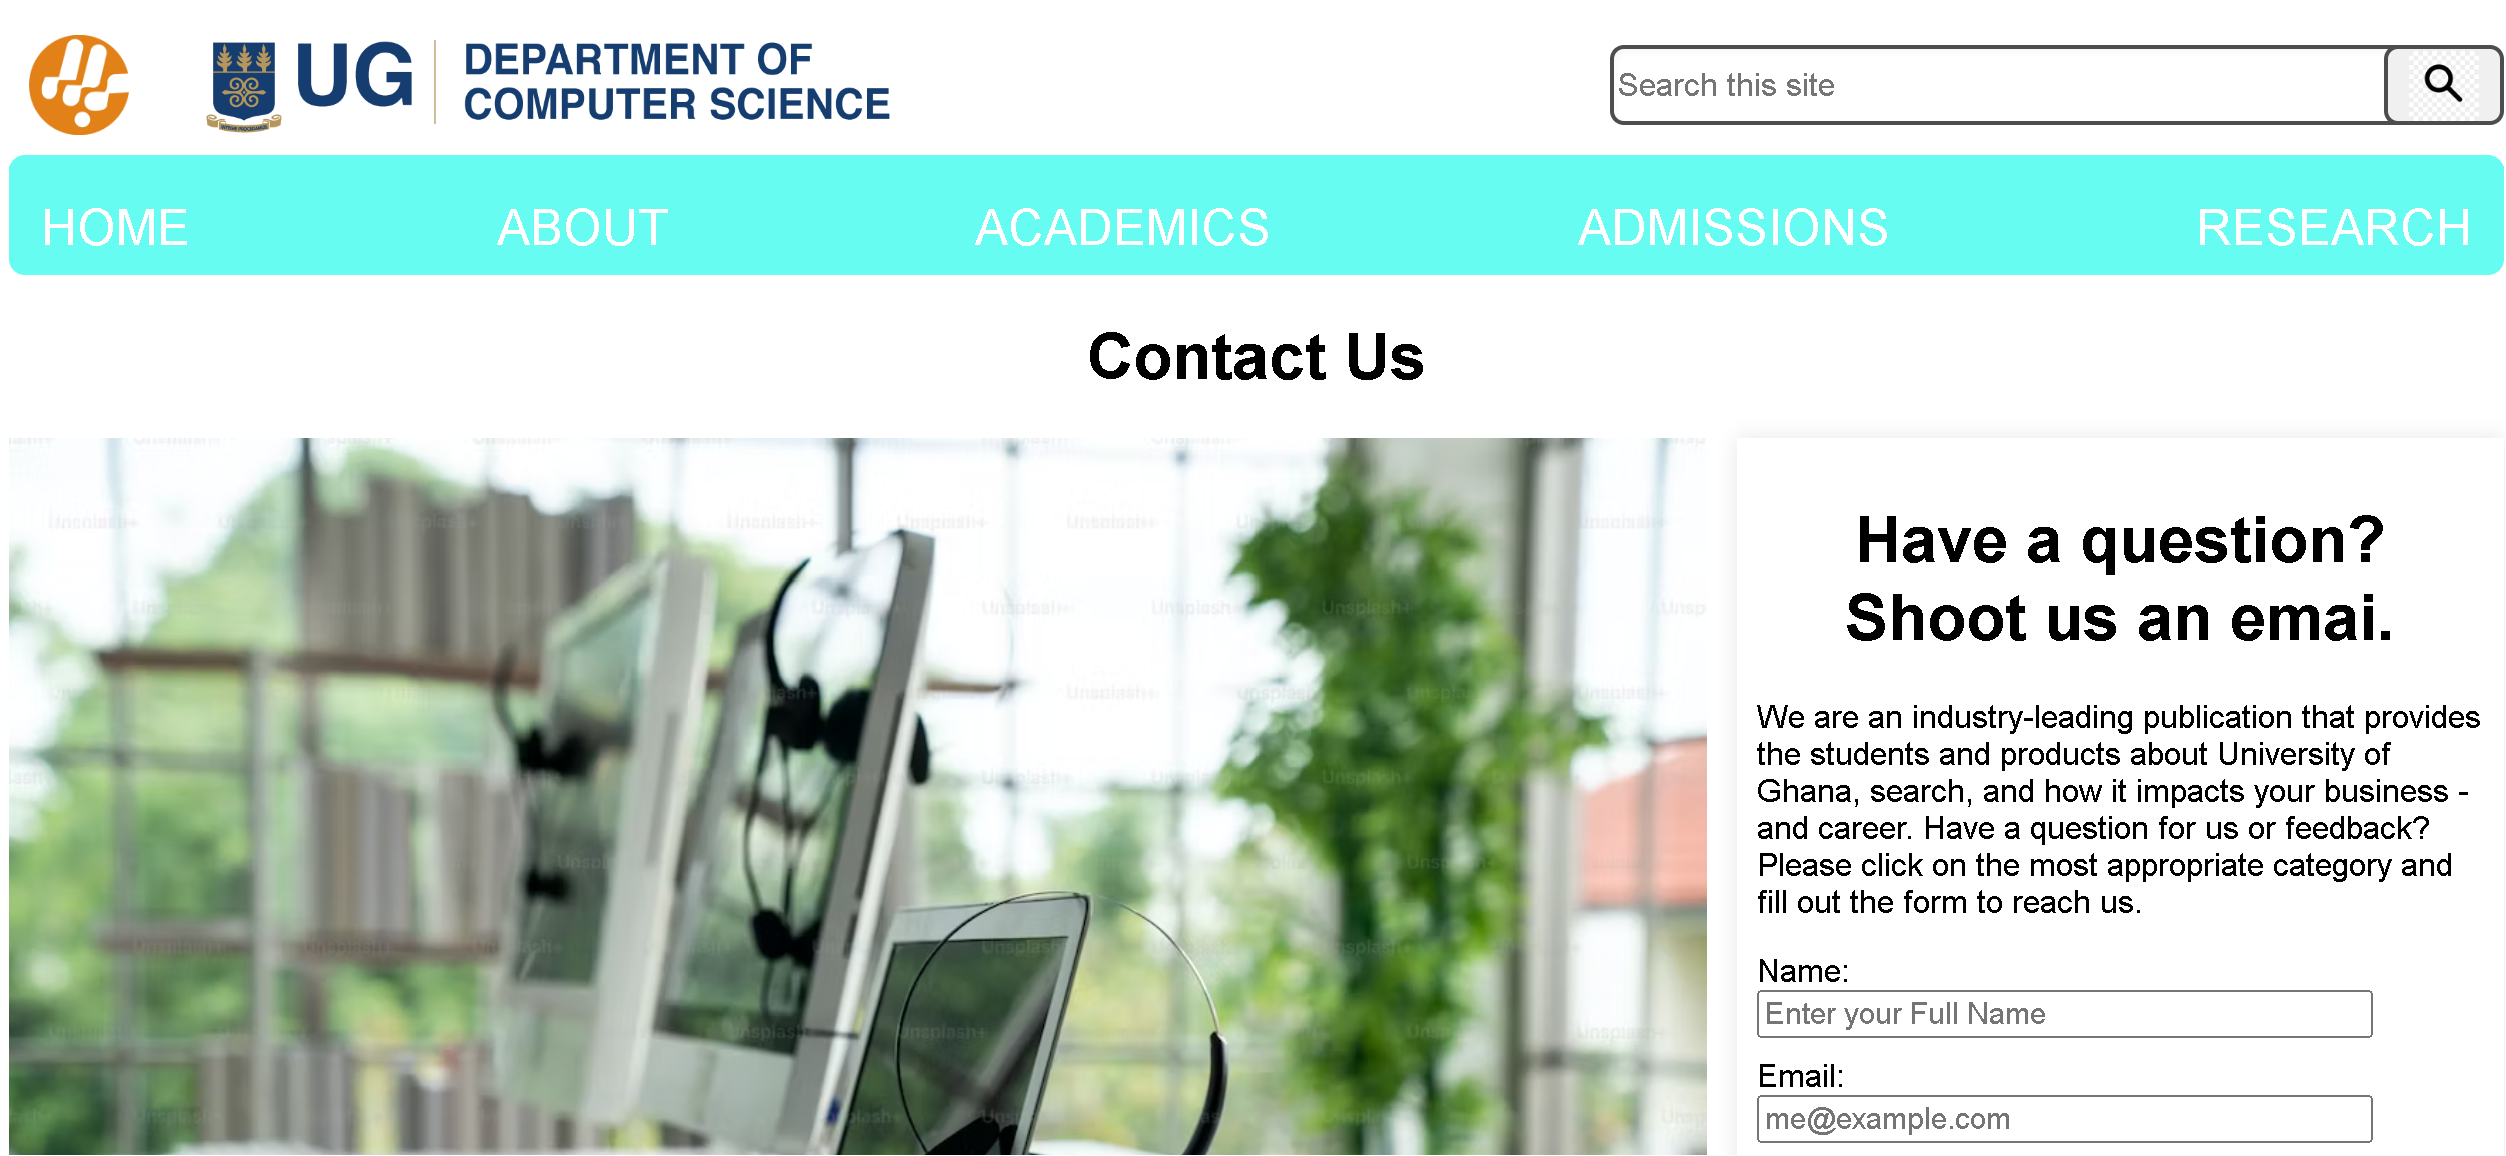 UG
DEPARTMENT OF
COMPUTER SCIENCE
Search this site
HOME ABOUT ACADEMICS ADMISSIONS RESEARCH
Contact Us
Have a question?
Shoot us an emai.
We are an industry-leading publication that provides
the students and products about University of
Ghana, search, and how it impacts your business -
and career. Have a question for us or feedback?
Please click on the most appropriate category and
fill out the form to reach us.
Name:
Enter your Full Name
Email:
me@example.com
Unsplash+